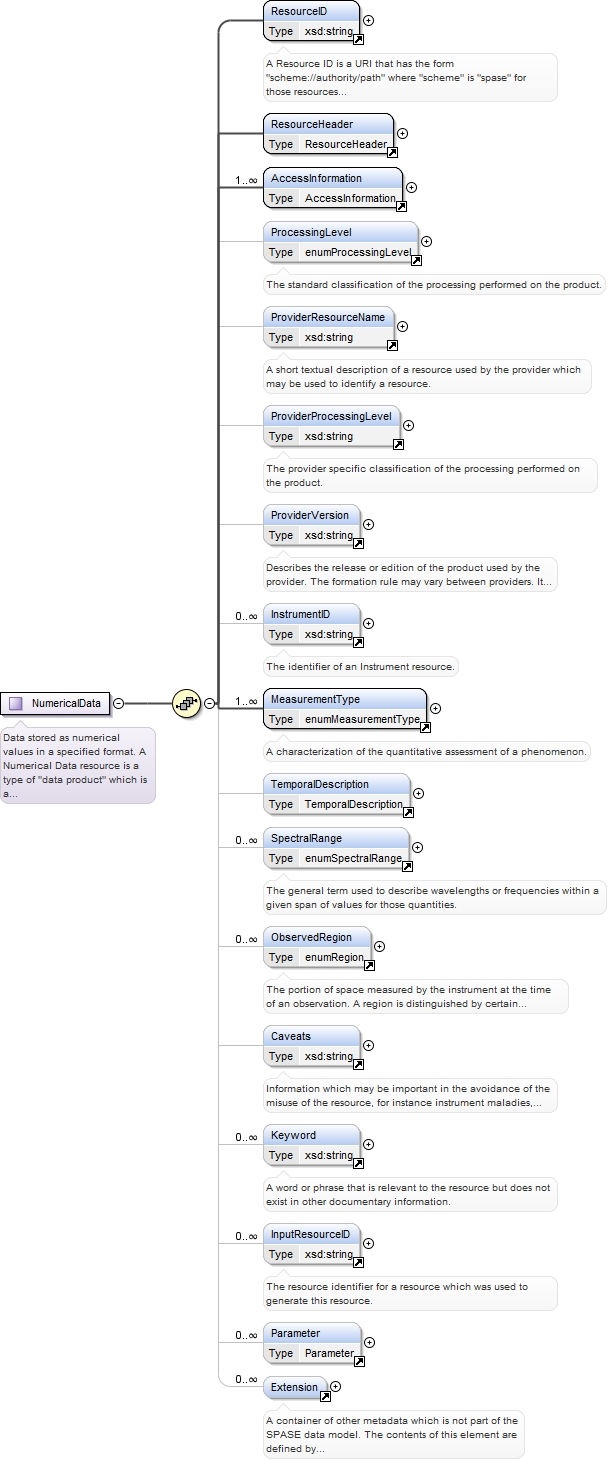 ResourceID
Type xsd:string
A Resource ID is a URI that has the form
"scheme://authority/path" where "scheme" is "spase" for
those resources...
ResourceHeader
Type ResourceHeader
1..∞
AccessInformation
Type AccessInformation
ProcessingLevel
Type enumProcessingLevel
The standard classification of the processing performed on the product.
ProviderResourceName
Type xsd:string
A short textual description of a resource used by the provider which
may be used to identify a resource.
ProviderProcessingLevel
Type xsd:string
The provider specific classification of the processing performed on
the product.
ProviderVersion
Type xsd:string
Describes the release or edition of the product used by the
provider. The formation rule may vary between providers. It...
0..∞
InstrumentID
Type xsd:string
The identifier of an Instrument resource.
NumericalData
Data stored as numerical
values in a specified format. A
Numerical Data resource is a
type of "data product" which is
a...
1..∞
MeasurementType
Type enumMeasurementType
A characterization of the quantitative assessment of a phenomenon.
TemporalDescription
Type TemporalDescription
0..∞
SpectralRange
Type enumSpectralRange
The general term used to describe wavelengths or frequencies within a
given span of values for those quantities.
0..∞
ObservedRegion
Type enumRegion
The portion of space measured by the instrument at the time
of an observation. A region is distinguished by certain...
Caveats
Type xsd:string
Information which may be important in the avoidance of the
misuse of the resource, for instance instrument maladies,...
0..∞
Keyword
Type xsd:string
A word or phrase that is relevant to the resource but does not
exist in other documentary information.
0..∞
InputResourceID
Type xsd:string
The resource identifier for a resource which was used to
generate this resource.
0..∞
Parameter
Type Parameter
0..∞
Extension
A container of other metadata which is not part of the
SPASE data model. The contents of this element are
defined by...